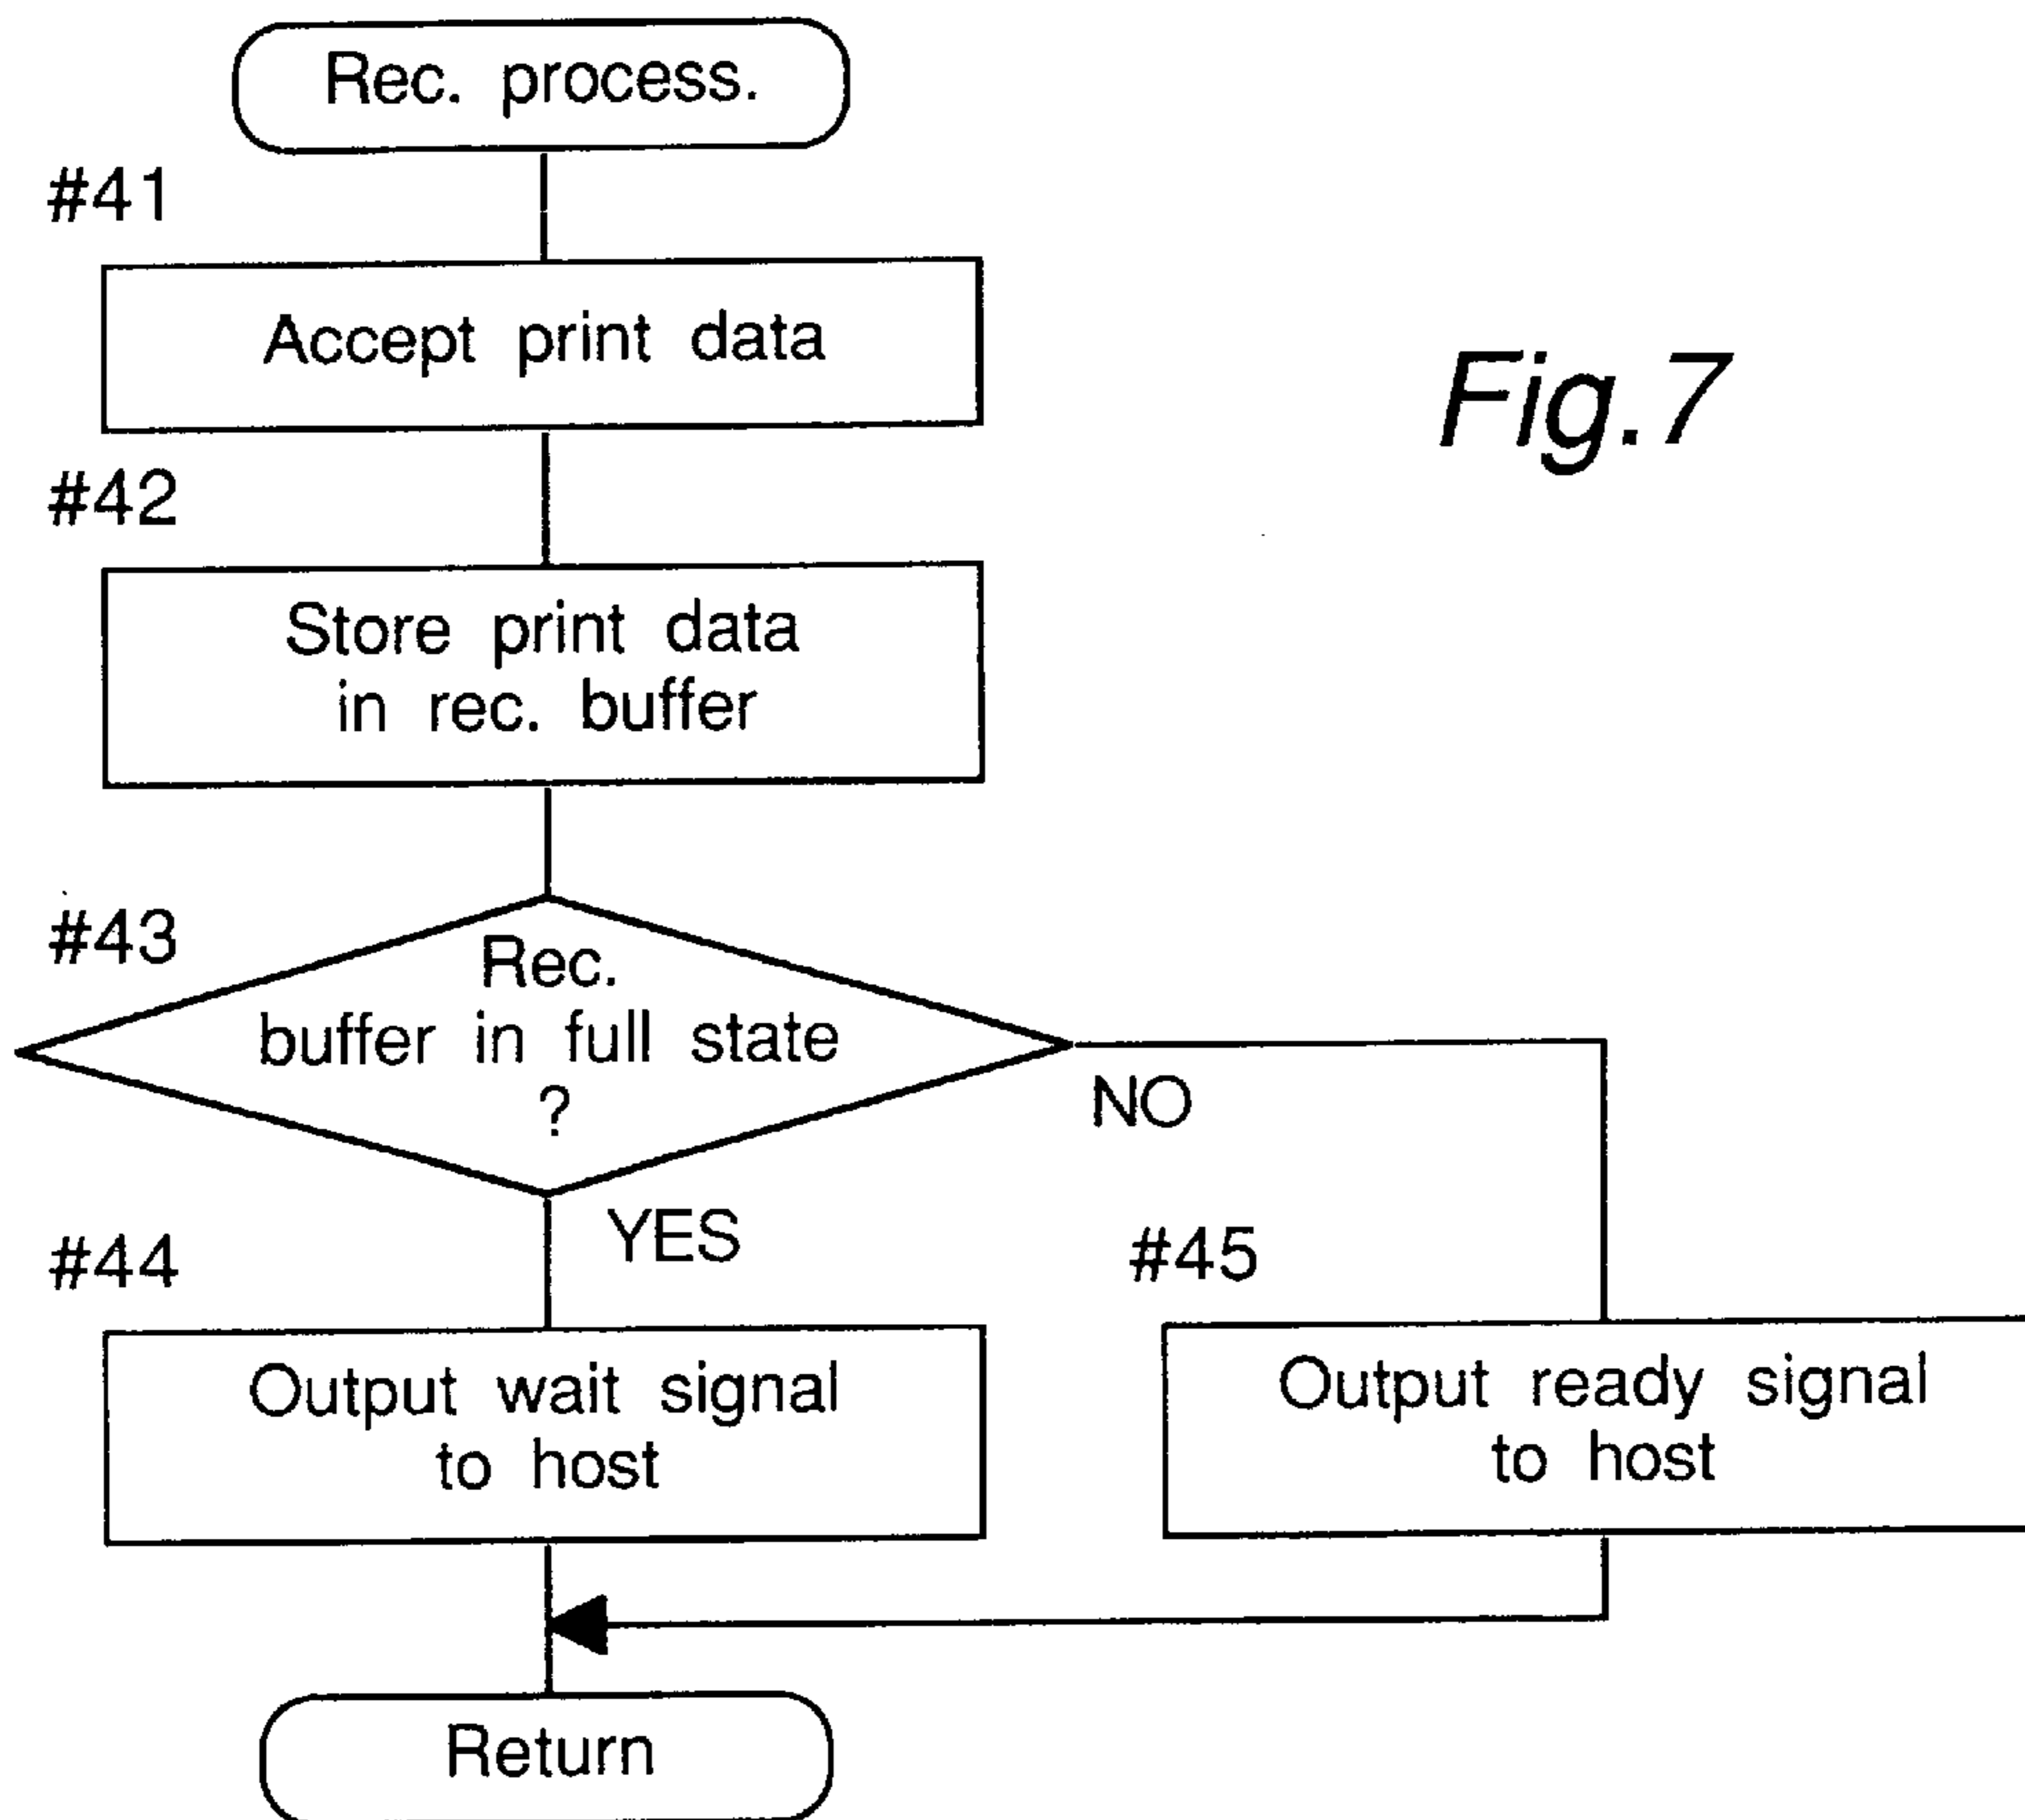 Rec. process.
#41
Accept print data
Fig.7
#42
Store print data
in rec. buffer
#43
Rec.
buffer in full state
?
NO
YES
#44
#45
Output wait signal
to host
Output ready signal
to host
Return